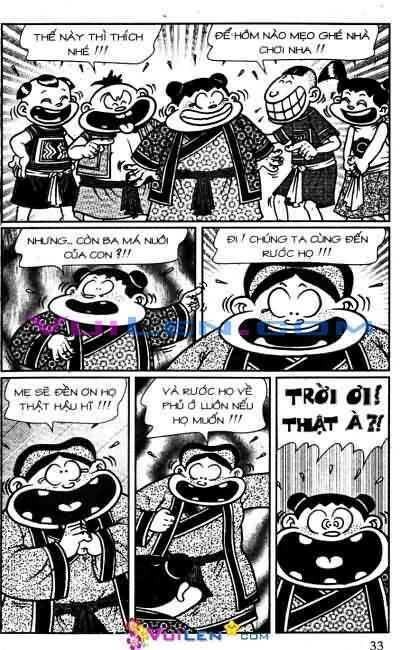 THẾ NÀY THÌ THÍCH
NHÉ !!!
ĐỂ HÔM NÀO MẸO GHÉ NHÀ
CHƠI NHA !!
NHƯNG... CÒN BA MÁ NUÔI
CỦA CON ?!!
ĐI ! CHÚNG TA CÙNG ĐẾN
RƯỚC HỌ !!!
VUILEN.COM
MẸ SẼ ĐỀN ƠN HỌ
THẬT HẬU HĨ !!!
VÀ RƯỚC HỌ VỀ
PHỦ Ở LUÔN NẾU
HỌ MUỐN !!!
TRỜI ƠI!
THẬT À?!
VUILEN.COM
33